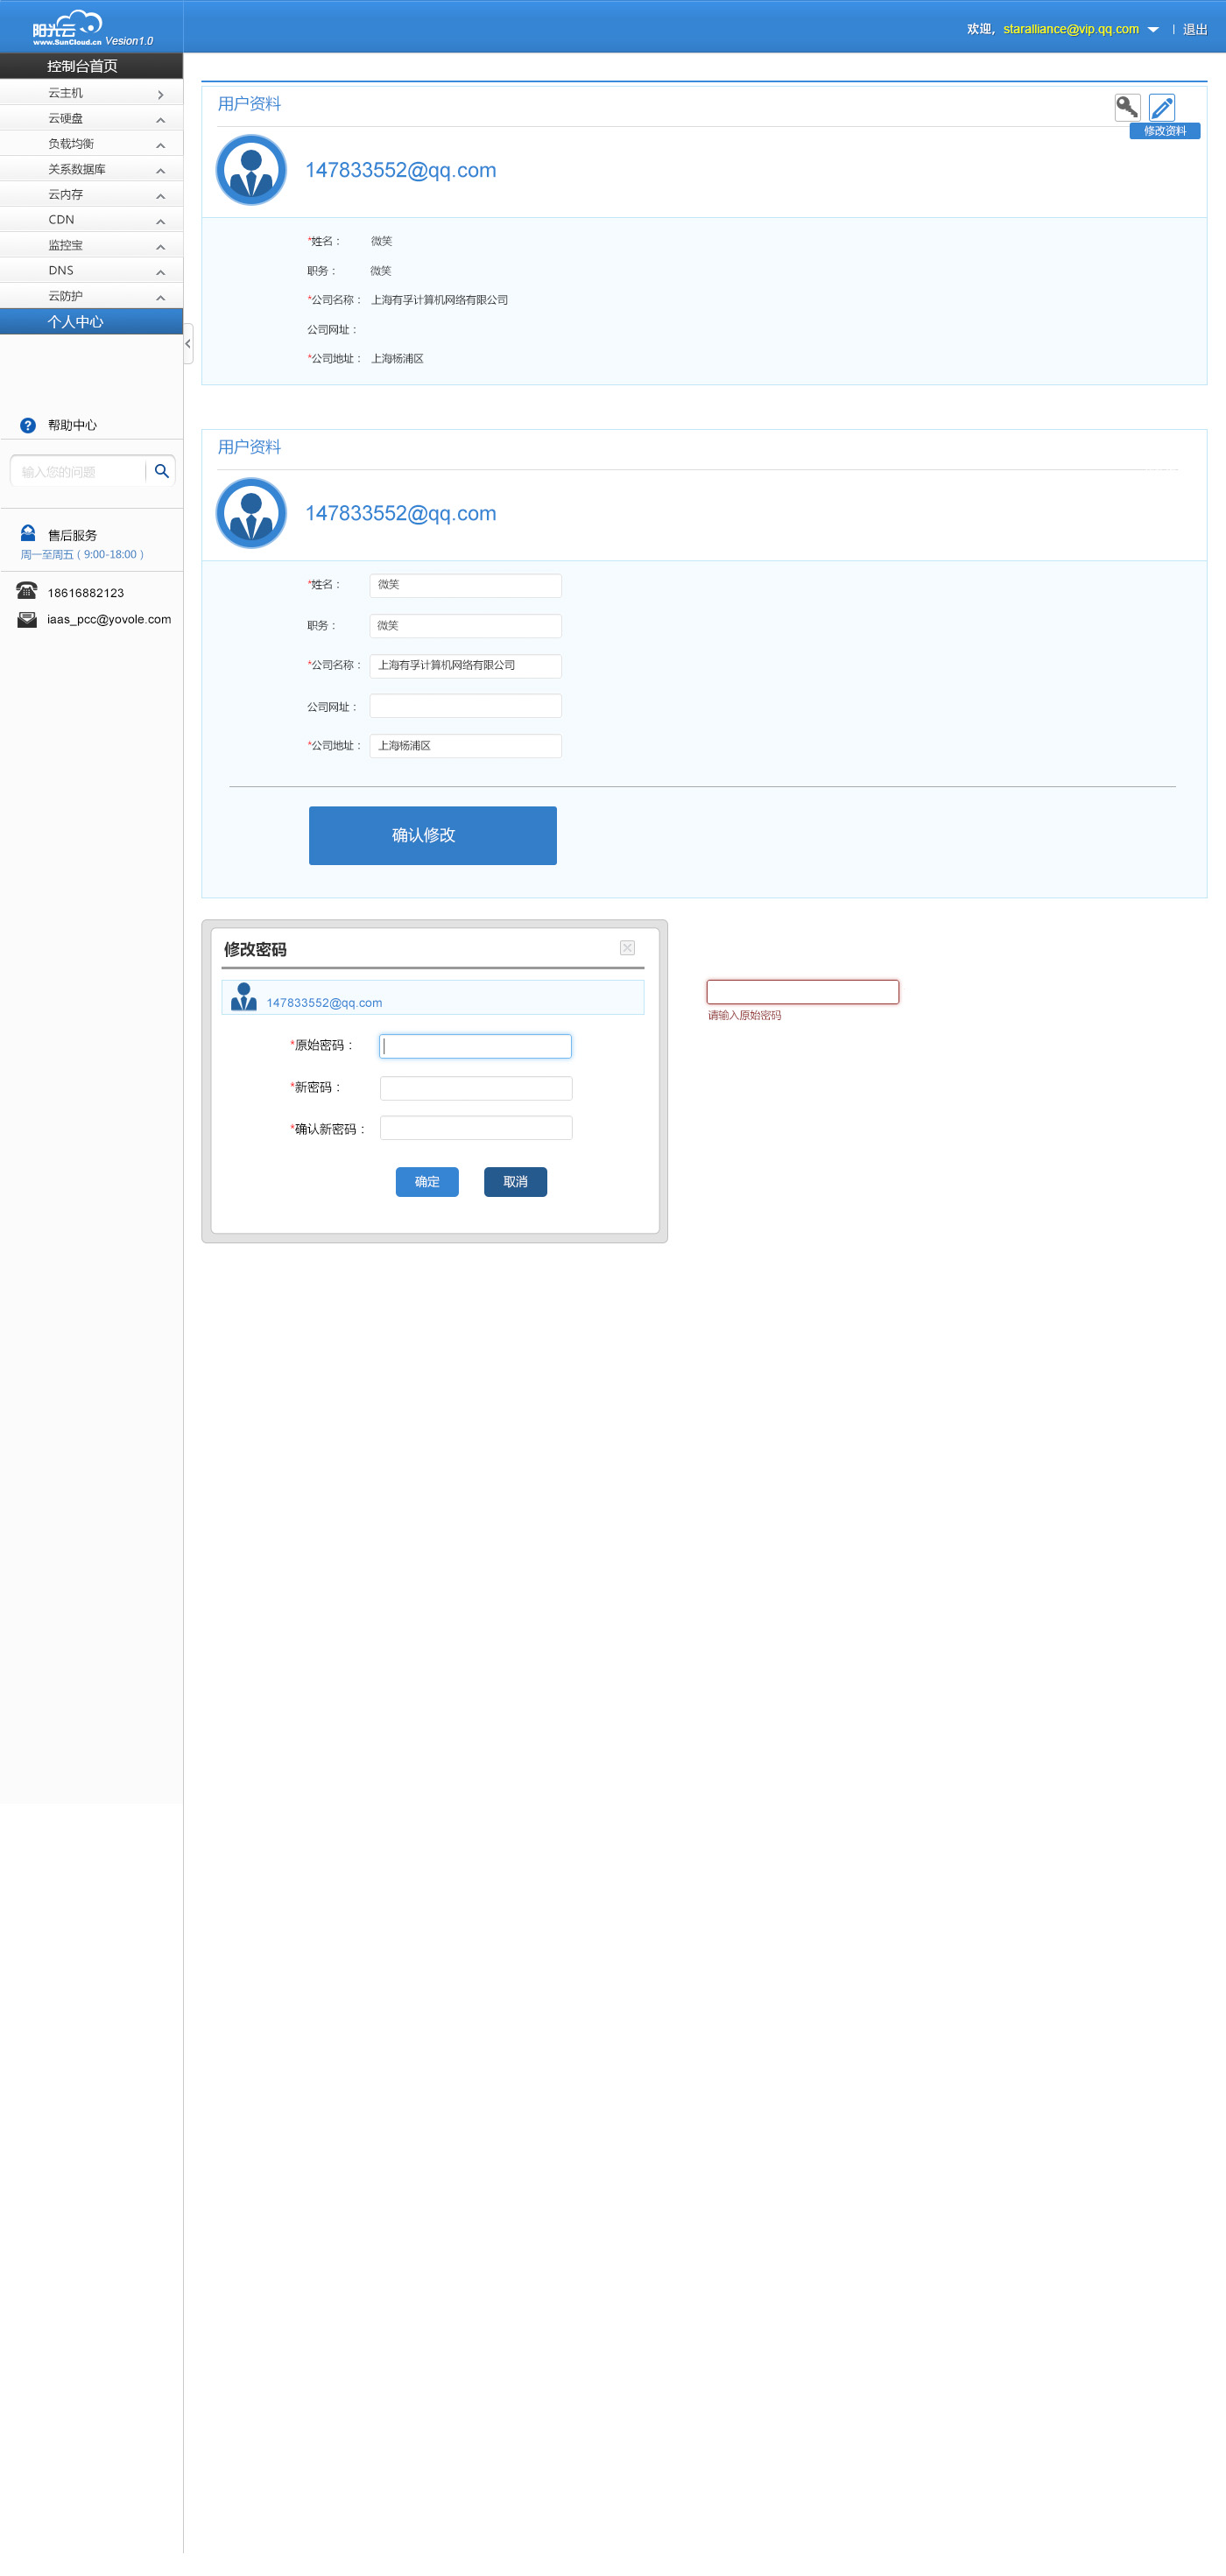 阳光云
www.SunCloud.cn Vesion1.0
欢迎， staralliance@vip.qq.com | 退出
控制台首页
云主机
云硬盘
负载均衡
关系数据库
云内存
CDN
监控宝
DNS
云防护
个人中心
帮助中心
输入您的问题
售后服务
周一至周五（9:00-18:00）
18616882123
iaas_pcc@yovole.com
用户资料
修改资料
147833552@qq.com
*姓名： 微笑
职务： 微笑
*公司名称： 上海有孚计算机网络有限公司
公司网址：
*公司地址： 上海杨浦区
用户资料
147833552@qq.com
*姓名： 微笑
职务： 微笑
*公司名称： 上海有孚计算机网络有限公司
公司网址：
*公司地址： 上海杨浦区
确认修改
修改密码
147833552@qq.com
*原始密码：
*新密码：
*确认新密码：
确定 取消
请输入原始密码